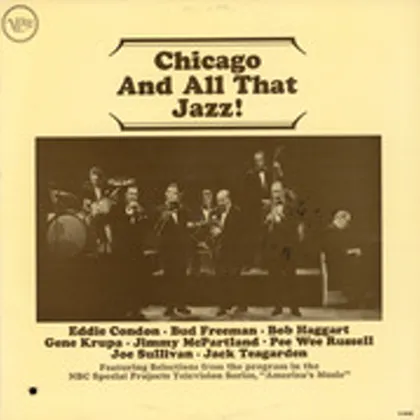 Verve
Chicago
And All That
Jazz!
Eddie Condon · Bud Freeman · Bob Haggart
Gene Krupa · Jimmy McPartland · Pee Wee Russell
Joe Sullivan · Jack Teagarden
Featuring Selections from the program in the
NBC Special Projects Television Series, "America's Music"